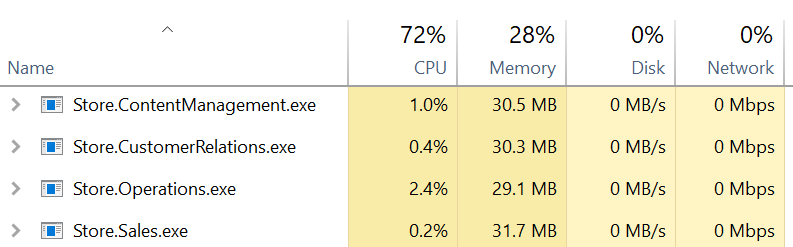 72% 28% 0% 0%
Name CPU Memory Disk Network
Store.ContentManagement.exe 1.0% 30.5 MB 0 MB/s 0 Mbps
Store.CustomerRelations.exe 0.4% 30.3 MB 0 MB/s 0 Mbps
Store.Operations.exe 2.4% 29.1 MB 0 MB/s 0 Mbps
Store.Sales.exe 0.2% 31.7 MB 0 MB/s 0 Mbps